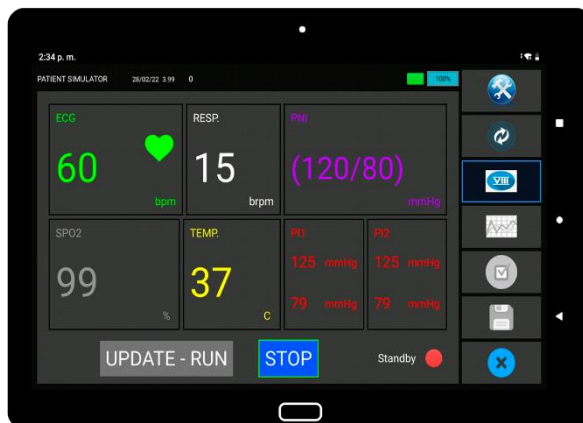 2:34 p. m.
PATIENT SIMULATOR 28/02/22 3.99 0 100%
ECG
60
bpm
RESP.
15
brpm
PNI
(120/80)
mmHg
VIII
SPO2
99
%
TEMP.
37
C
PI1
125 mmHg
79 mmHg
PI2
125 mmHg
79 mmHg
UPDATE - RUN
STOP
Standby